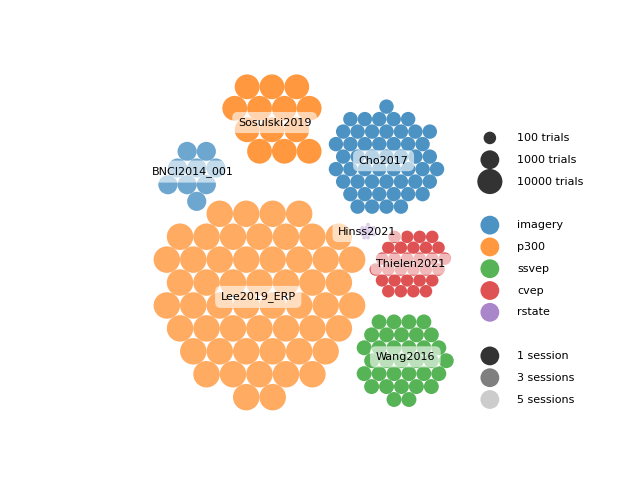 Sosulski2019
Cho2017
BNCI2014_001
Hinss2021
Thielen2021
Lee2019_ERP
Wang2016
100 trials
1000 trials
10000 trials
imagery
p300
ssvep
cvep
rstate
1 session
3 sessions
5 sessions